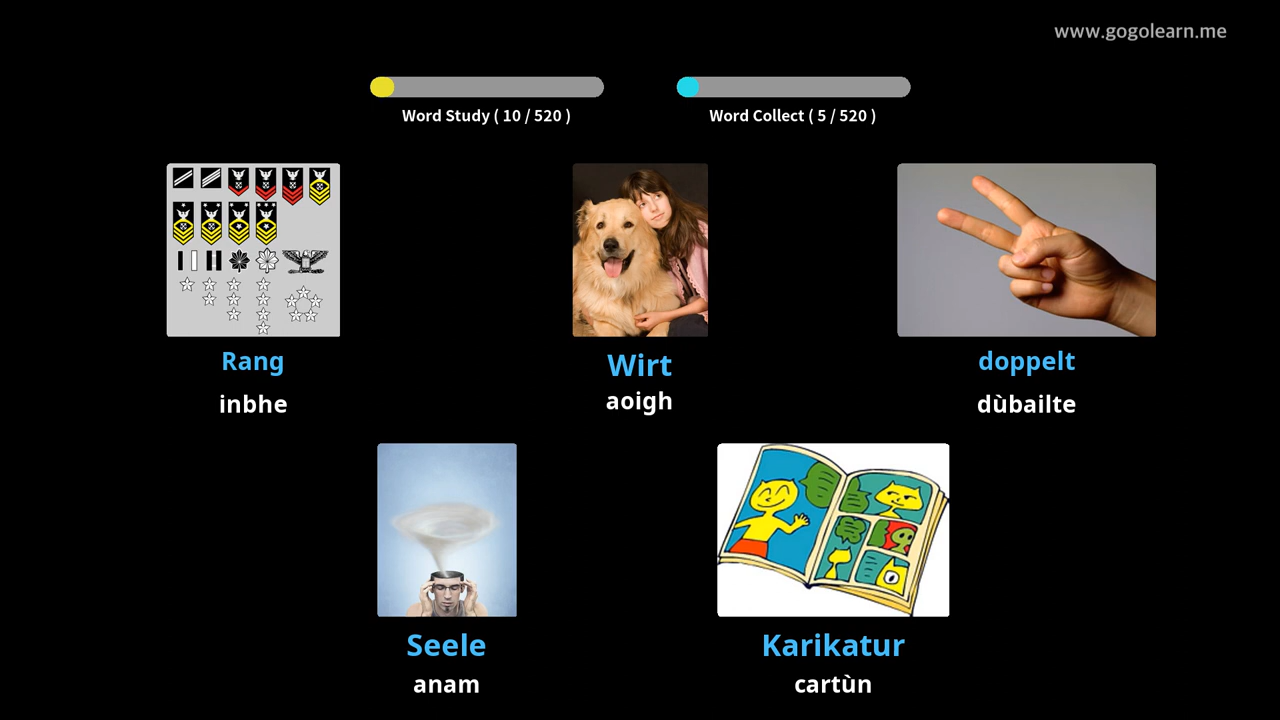 www.gogolearn.me
Word Study ( 10 / 520 )
Word Collect ( 5 / 520 )
Rang
inbhe
Wirt
aoigh
doppelt
dùbailte
Seele
anam
Karikatur
cartùn